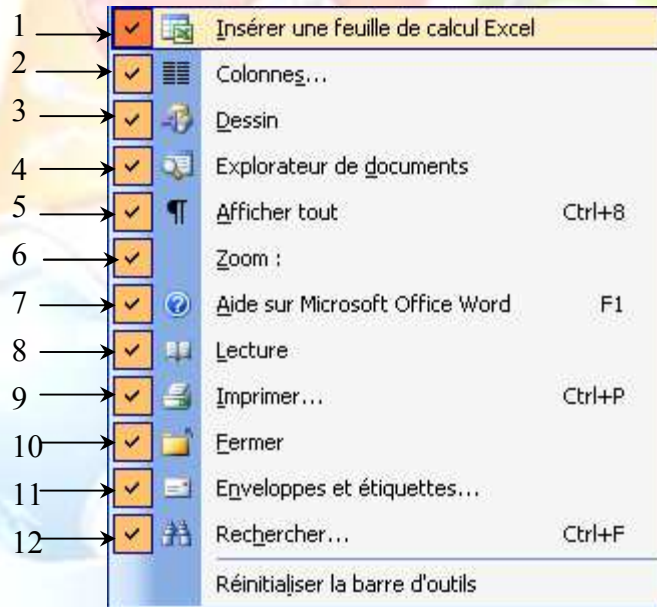 1 Insérer une feuille de calcul Excel
2 Colonnes...
3 Dessin
4 Explorateur de documents
5 ¶ Afficher tout Ctrl+8
6 Zoom :
7 Aide sur Microsoft Office Word F1
8 Lecture
9 Imprimer... Ctrl+P
10 Fermer
11 Enveloppes et étiquettes...
12 Rechercher... Ctrl+F
Réinitialiser la barre d'outils